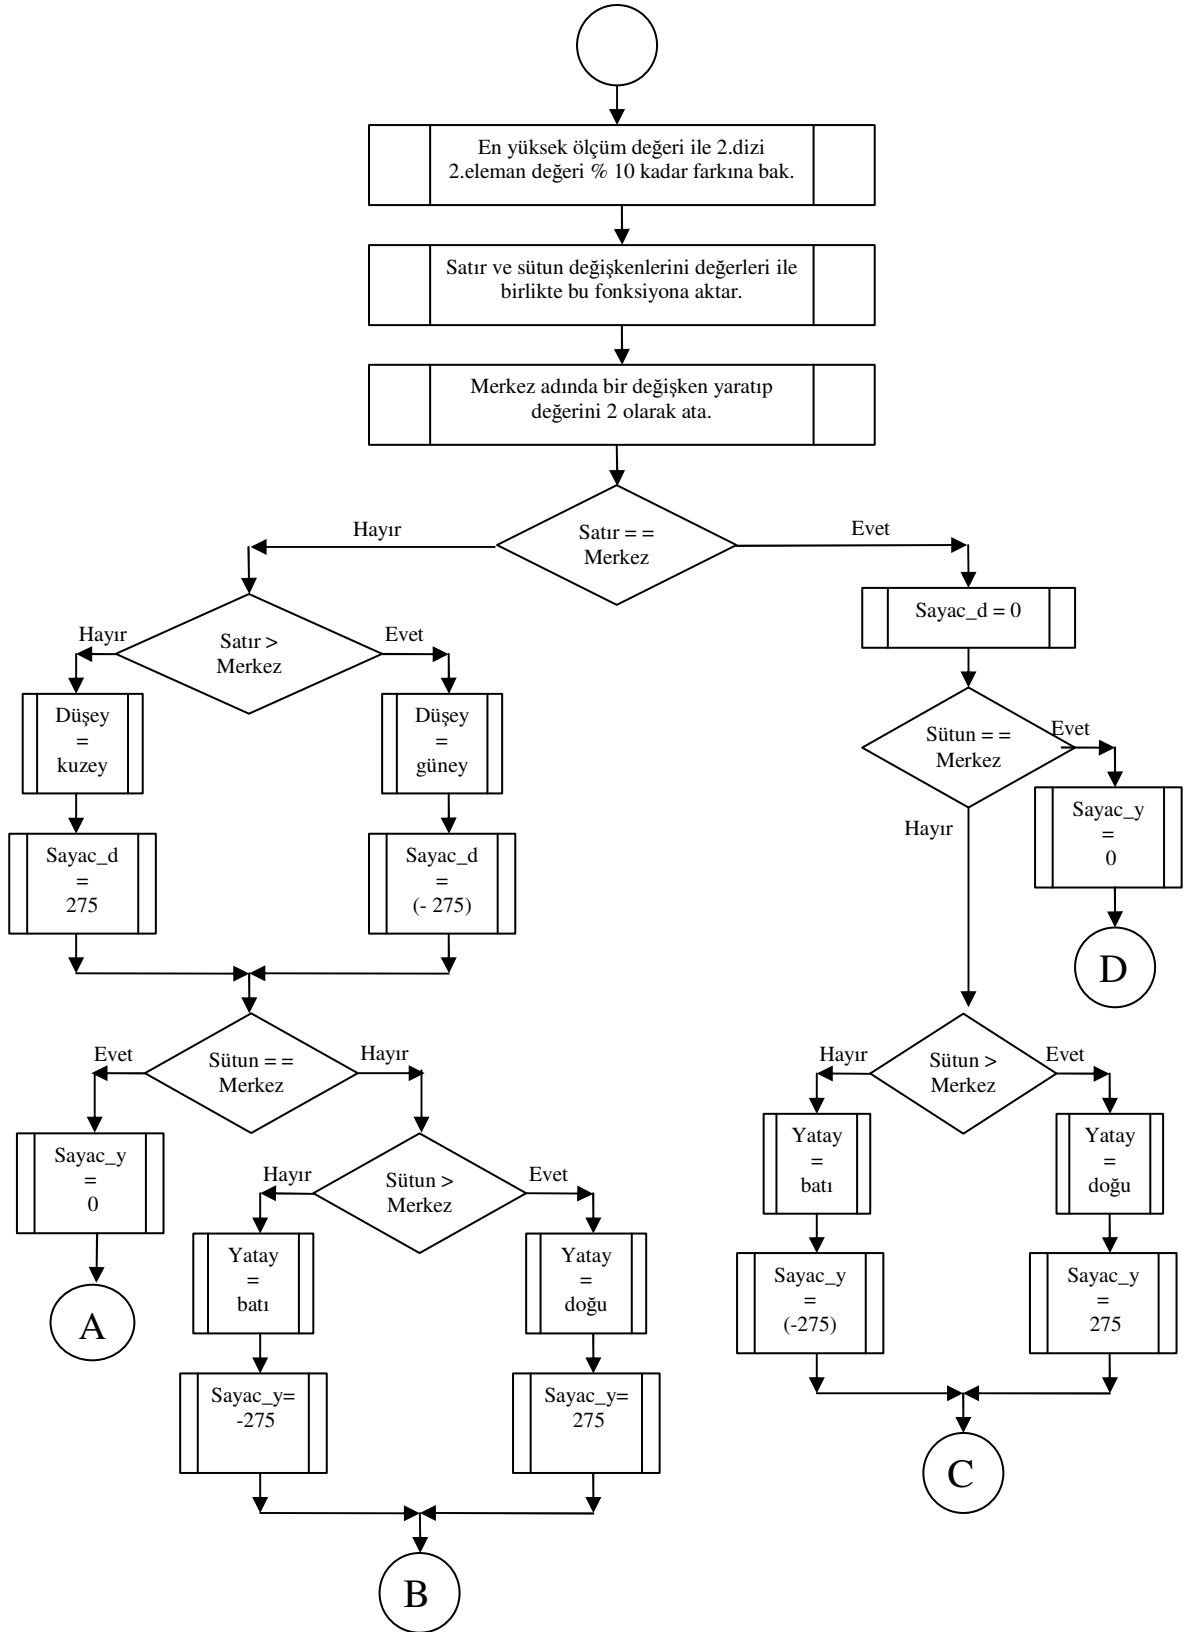 En yüksek ölçüm değeri ile 2.dizi
2.eleman değeri % 10 kadar farkına bak.
Satır ve sütun değişkenlerini değerleri ile
birlikte bu fonksiyona aktar.
Merkez adında bir değişken yaratıp
değerini 2 olarak ata.
Hayır
Satır = =
Merkez
Evet
Hayır
Satır >
Merkez
Evet
Sayac_d = 0
Düşey
=
kuzey
Düşey
=
güney
Sütun = =
Merkez
Evet
Hayır
Sayac_d
=
275
Sayac_d
=
(- 275)
Sayac_y
=
0
D
Evet
Sütun = =
Merkez
Hayır
Hayır
Sütun >
Merkez
Evet
Sayac_y
=
0
A
Hayır
Sütun >
Merkez
Evet
Yatay
=
batı
Yatay
=
doğu
Yatay
=
batı
Yatay
=
doğu
Sayac_y
=
(-275)
Sayac_y
=
275
Sayac_y=
-275
Sayac_y=
275
C
B